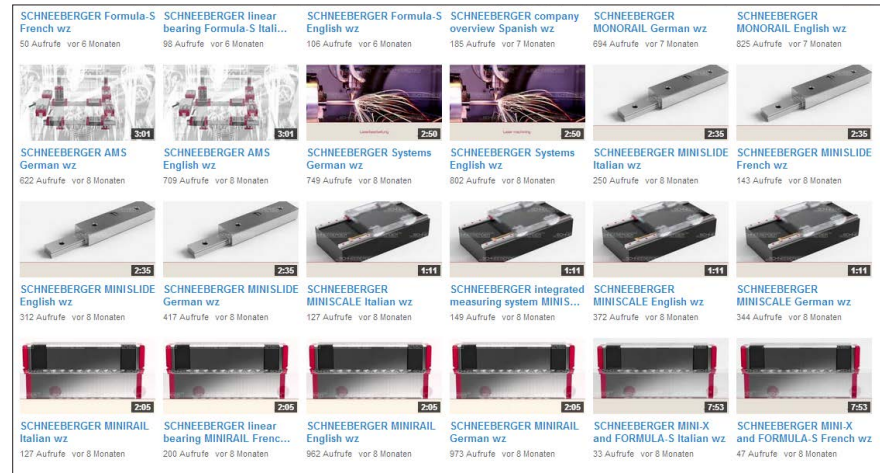 SCHNEEBERGER Formula-S
French wz
50 Aufrufe vor 6 Monaten
SCHNEEBERGER linear
bearing Formula-S Itali...
98 Aufrufe vor 6 Monaten
SCHNEEBERGER Formula-S
English wz
106 Aufrufe vor 6 Monaten
SCHNEEBERGER company
overview Spanish wz
185 Aufrufe vor 7 Monaten
SCHNEEBERGER
MONORAIL German wz
694 Aufrufe vor 7 Monaten
SCHNEEBERGER
MONORAIL English wz
825 Aufrufe vor 7 Monaten
3:01
SCHNEEBERGER AMS
German wz
622 Aufrufe vor 8 Monaten
3:01
SCHNEEBERGER AMS
English wz
709 Aufrufe vor 8 Monaten
Laserbearbeitung
2:50
SCHNEEBERGER Systems
German wz
749 Aufrufe vor 8 Monaten
Laser machining
2:50
SCHNEEBERGER Systems
English wz
802 Aufrufe vor 8 Monaten
2:35
SCHNEEBERGER MINISLIDE
Italian wz
250 Aufrufe vor 8 Monaten
2:35
SCHNEEBERGER MINISLIDE
French wz
143 Aufrufe vor 8 Monaten
2:35
SCHNEEBERGER MINISLIDE
English wz
312 Aufrufe vor 8 Monaten
2:35
SCHNEEBERGER MINISLIDE
German wz
417 Aufrufe vor 8 Monaten
1:11
SCHNEEBERGER
MINISCALE Italian wz
127 Aufrufe vor 8 Monaten
1:11
SCHNEEBERGER integrated
measuring system MINIS...
149 Aufrufe vor 8 Monaten
1:11
SCHNEEBERGER
MINISCALE English wz
372 Aufrufe vor 8 Monaten
1:11
SCHNEEBERGER
MINISCALE German wz
344 Aufrufe vor 8 Monaten
2:05
SCHNEEBERGER MINIRAIL
Italian wz
127 Aufrufe vor 8 Monaten
2:05
SCHNEEBERGER linear
bearing MINIRAIL Frenc...
200 Aufrufe vor 8 Monaten
2:05
SCHNEEBERGER MINIRAIL
English wz
962 Aufrufe vor 8 Monaten
2:05
SCHNEEBERGER MINIRAIL
German wz
973 Aufrufe vor 8 Monaten
7:53
SCHNEEBERGER MINI-X
and FORMULA-S Italian wz
33 Aufrufe vor 8 Monaten
7:53
SCHNEEBERGER MINI-X
and FORMULA-S French wz
47 Aufrufe vor 8 Monaten